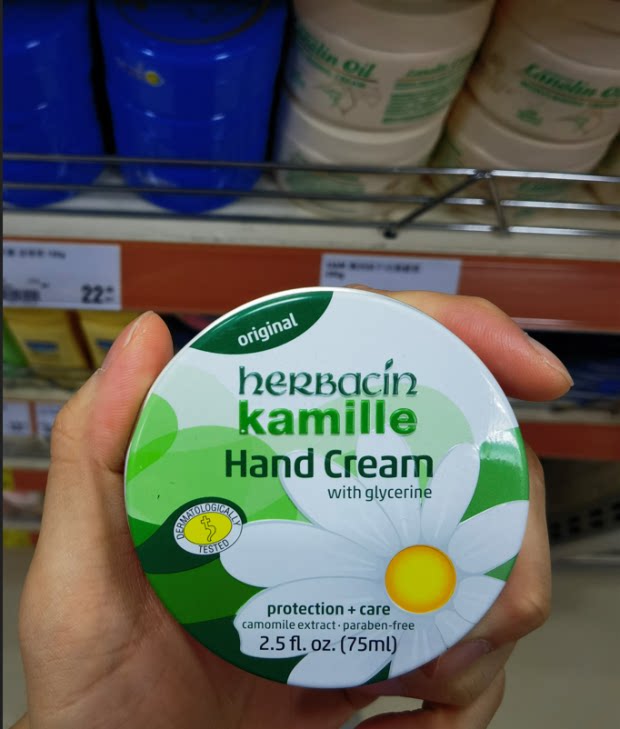 Lanolin Oil
Lanolin O
22
original
herbacin
kamille
Hand Cream
with glycerine
DERMATOLOGICALLY
TESTED
protection + care
camomile extract · paraben-free
2.5 fl. oz. (75ml)